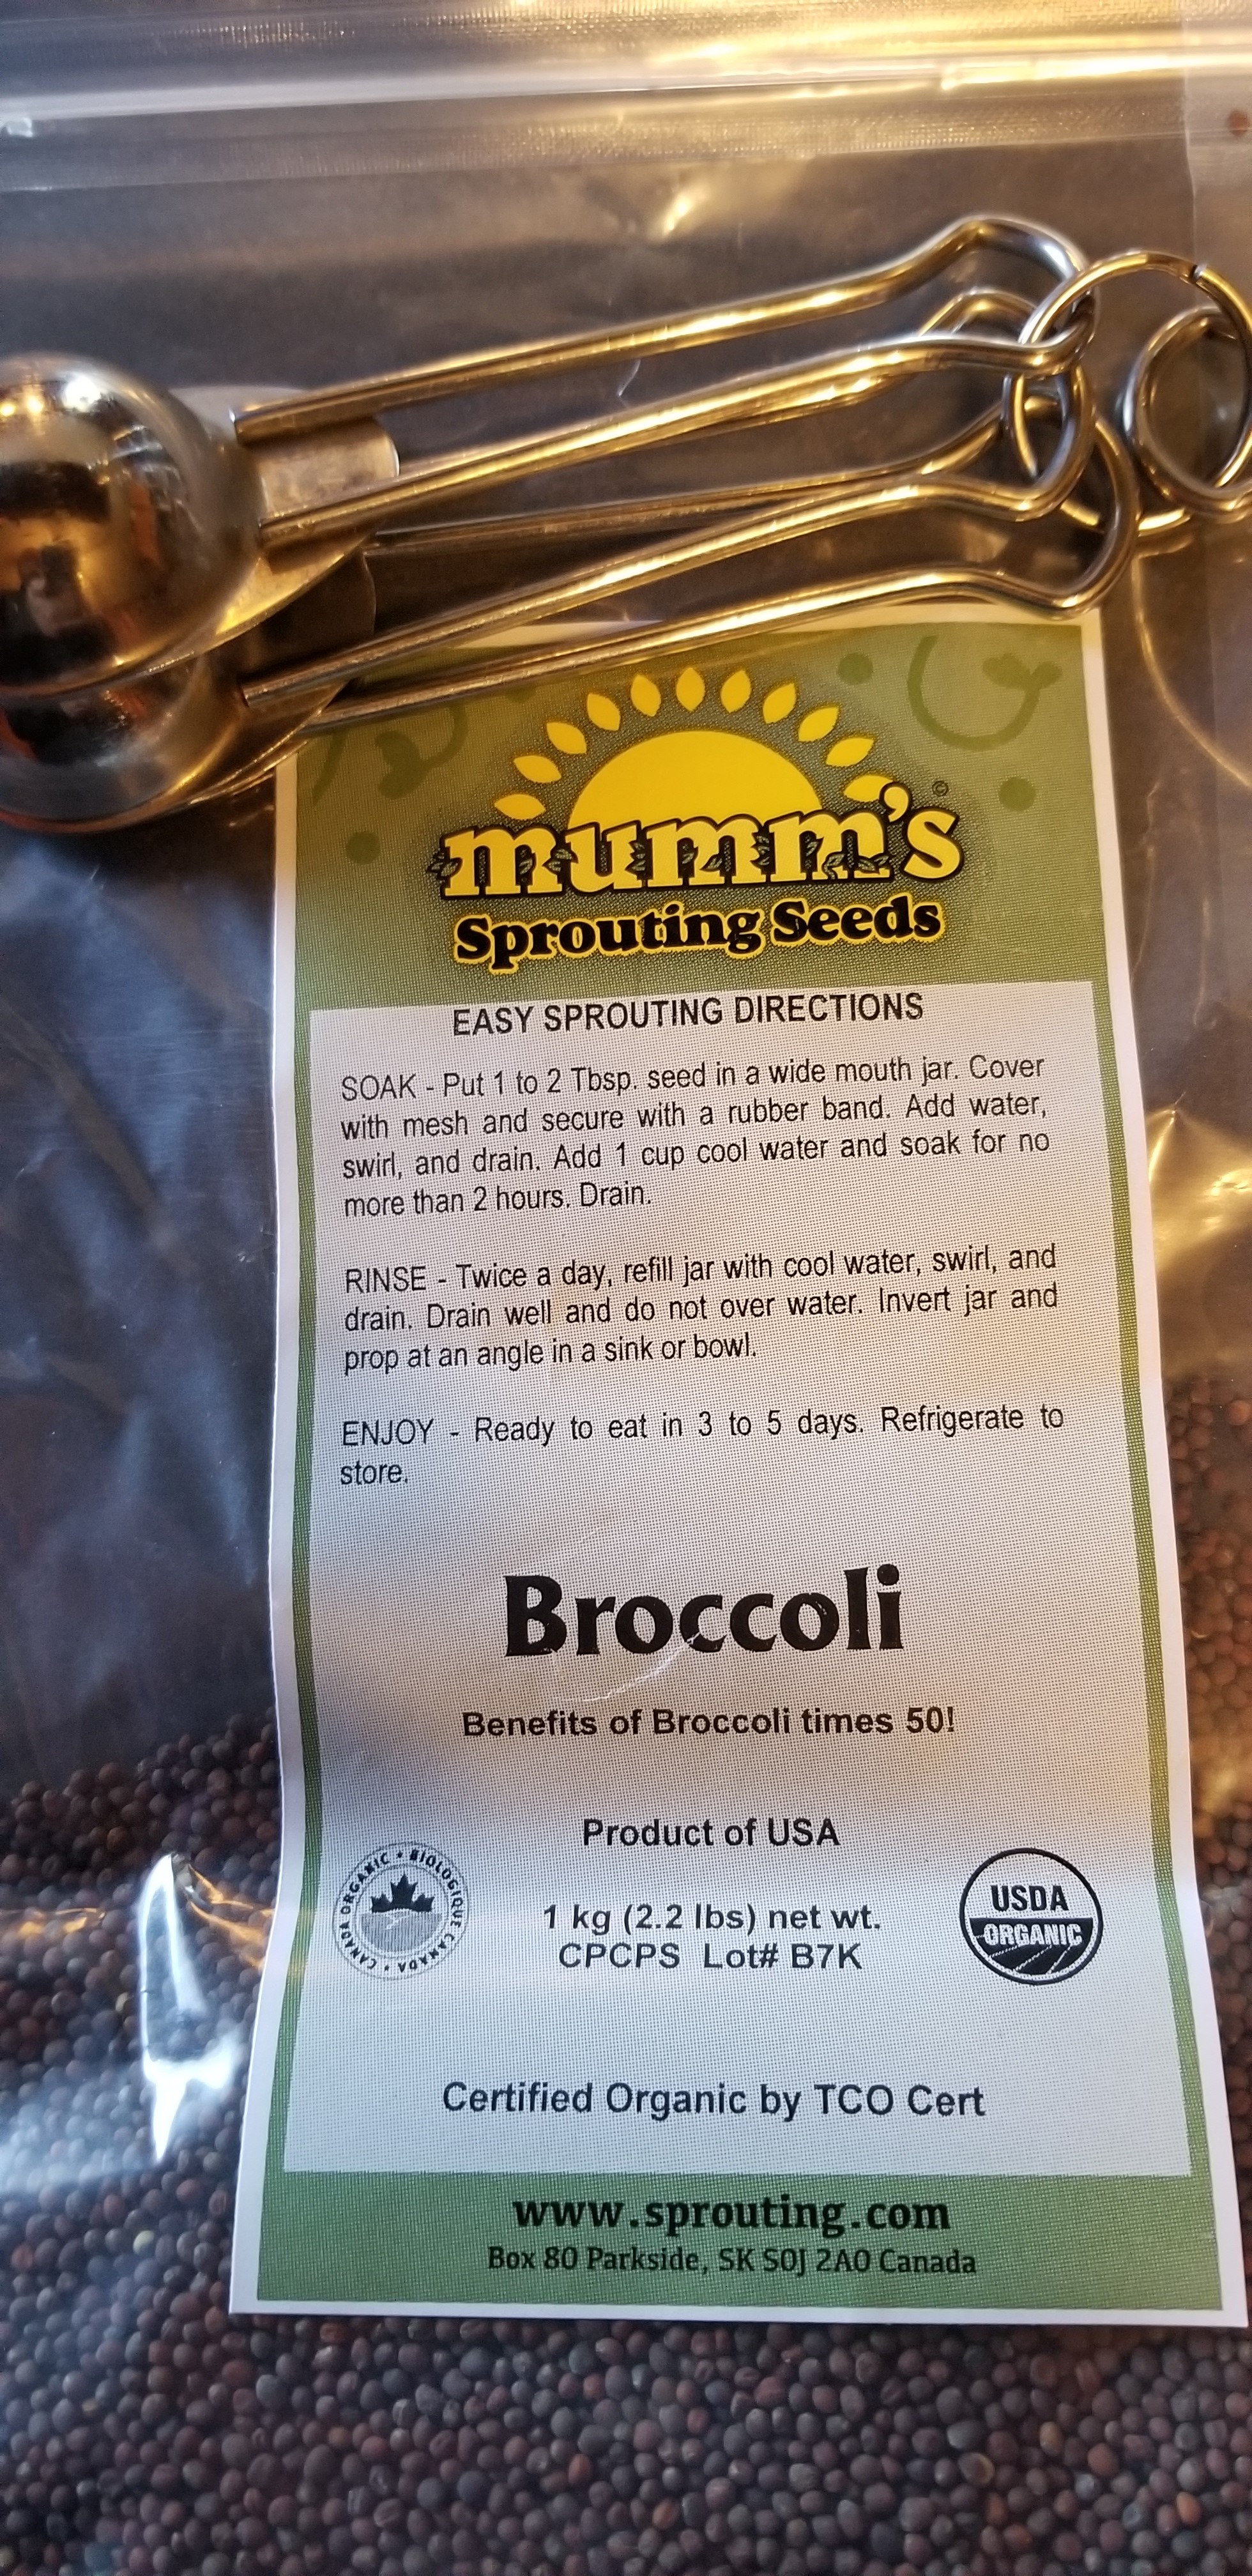 mumm's©
Sprouting Seeds
EASY SPROUTING DIRECTIONS
SOAK - Put 1 to 2 Tbsp. seed in a wide mouth jar. Cover
with mesh and secure with a rubber band. Add water,
swirl, and drain. Add 1 cup cool water and soak for no
more than 2 hours. Drain.
RINSE - Twice a day, refill jar with cool water, swirl, and
drain. Drain well and do not over water. Invert jar and
prop at an angle in a sink or bowl.
ENJOY - Ready to eat in 3 to 5 days. Refrigerate to
store.
Broccoli
Benefits of Broccoli times 50!
Product of USA
CANADA ORGANIC • BIOLOGIQUE CANADA •
1 kg (2.2 lbs) net wt.
CPCPS Lot# B7K
USDA
ORGANIC
Certified Organic by TCO Cert
www.sprouting.com
Box 80 Parkside, SK S0J 2A0 Canada